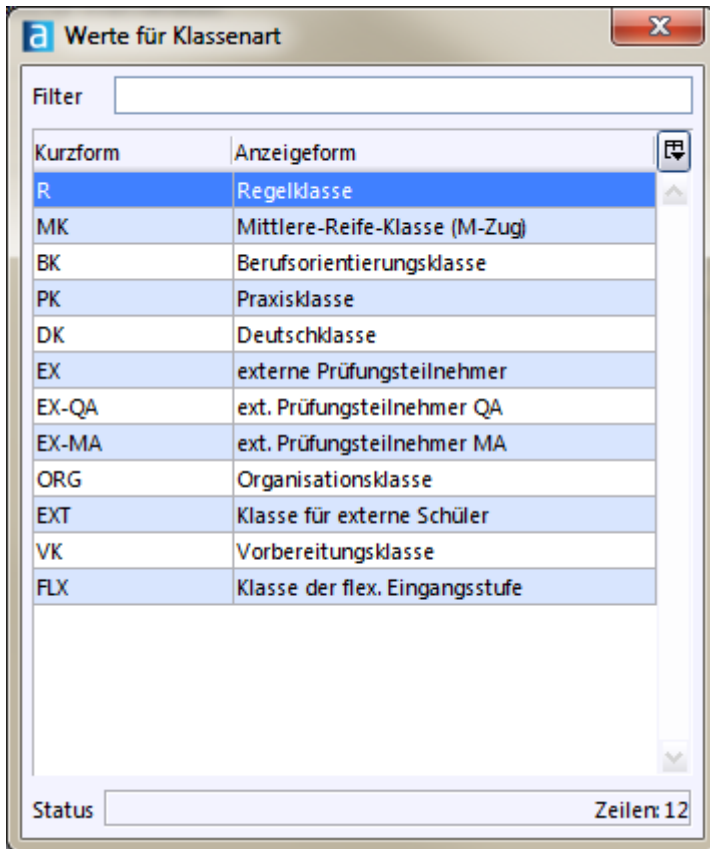 Werte für Klassenart
Filter
Kurzform Anzeigeform
R Regelklasse
MK Mittlere-Reife-Klasse (M-Zug)
BK Berufsorientierungsklasse
PK Praxisklasse
DK Deutschklasse
EX externe Prüfungsteilnehmer
EX-QA ext. Prüfungsteilnehmer QA
EX-MA ext. Prüfungsteilnehmer MA
ORG Organisationsklasse
EXT Klasse für externe Schüler
VK Vorbereitungsklasse
FLX Klasse der flex. Eingangsstufe
Status Zeilen: 12